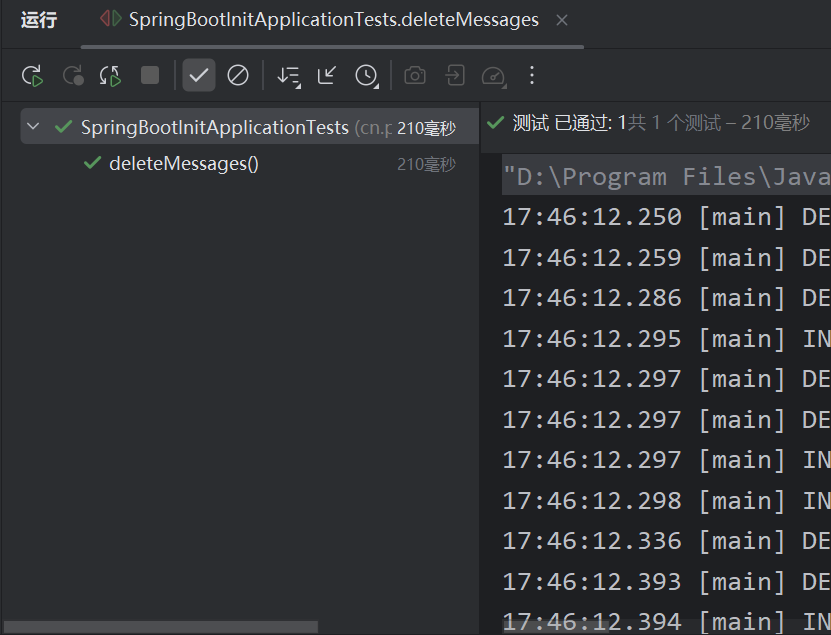 运行 SpringBootInitApplicationTests.deleteMessages
SpringBootInitApplicationTests (cn.p 210毫秒
deleteMessages() 210毫秒
测试 已通过: 1共 1 个测试 – 210毫秒
"D:\Program Files\Java
17:46:12.250 [main] DE
17:46:12.259 [main] DE
17:46:12.286 [main] DE
17:46:12.295 [main] IN
17:46:12.297 [main] DE
17:46:12.297 [main] DE
17:46:12.297 [main] IN
17:46:12.298 [main] IN
17:46:12.336 [main] DE
17:46:12.393 [main] DE
17:46:12.394 [main] IN